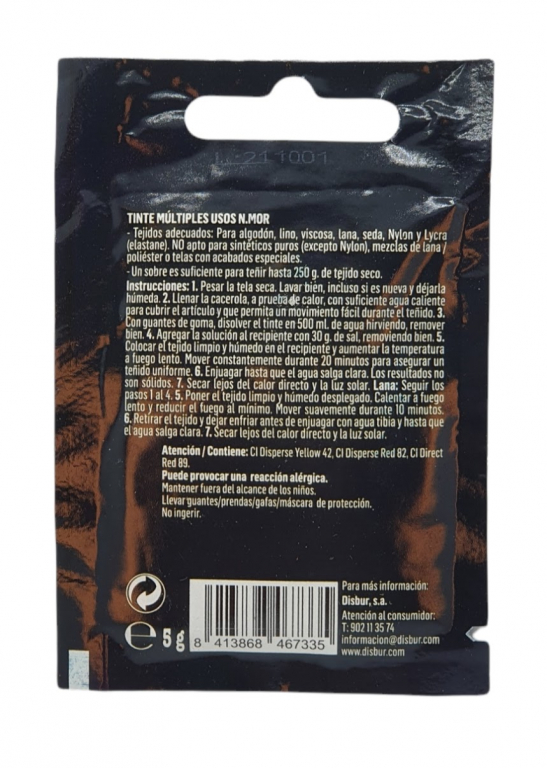 TINTE MÚLTIPLES USOS N.MOR
- Tejidos adecuados: Para algodón, lino, viscosa, lana, seda, Nylon y Lycra
(elastane). NO apto para sintéticos puros (excepto Nylon), mezclas de lana /
poliéster o telas con acabados especiales.
- Un sobre es suficiente para teñir hasta 250 g. de tejido seco.
Instrucciones: 1. Pesar la tela seca. Lavar bien, incluso si es nueva y déjarla
húmeda. 2. Llenar la cacerola, a prueba de calor, con suficiente agua caliente
para cubrir el artículo y que permita un movimiento fácil durante el teñido. 3.
Con guantes de goma, disolver el tinte en 500 ml. de agua hirviendo, remover
bien. 4. Agregar la solución al recipiente con 30 g. de sal, removiendo bien. 5.
Colocar el tejido limpio y húmedo en el recipiente y aumentar la temperatura
a fuego lento. Mover constantemente durante 20 minutos para asegurar un
teñido uniforme. 6. Enjuagar hasta que el agua salga clara. Los resultados no
son sólidos. 7. Secar lejos del calor directo y la luz solar. Lana: Seguir los
pasos 1 al 4. 5. Poner el tejido limpio y húmedo desplegado. Calentar a fuego
lento y reducir el fuego al mínimo. Mover suavemente durante 10 minutos.
6. Retirar el tejido y dejar enfriar antes de enjuagar con agua tibia y hasta que
el agua salga clara. 7. Secar lejos del calor directo y la luz solar.
Atención / Contiene: CI Disperse Yellow 42, CI Disperse Red 82, CI Direct
Red 89.
Puede provocar una reacción alérgica.
Mantener fuera del alcance de los niños.
Llevar guantes/prendas/gafas/máscara de protección.
No ingerir.
Para más información:
Disbur, s.a.
Atención al consumidor:
T: 902 11 35 74
informacion@disbur.com
www.disbur.com
e 5 g
8 413868 467335